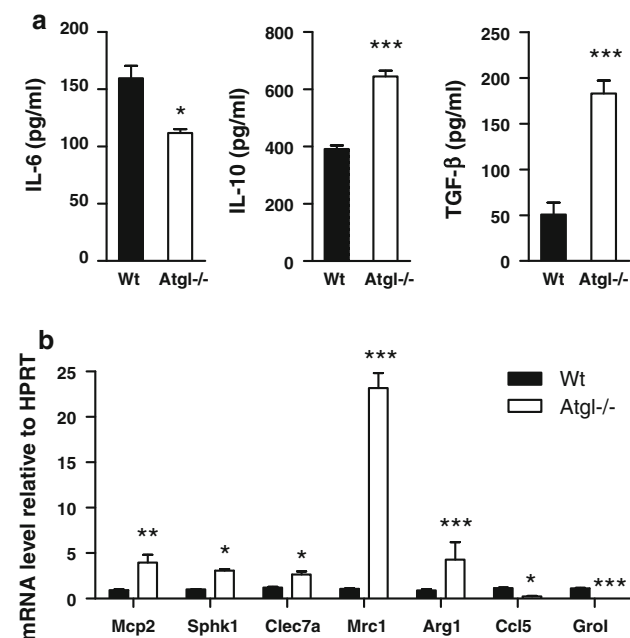 a
IL-6 (pg/ml)
200
150
100
50
0
*
Wt Atgl-/-
IL-10 (pg/ml)
800
600
400
600
0
***
Wt Atgl-/-
TGF-β (pg/ml)
250
200
150
100
50
0
***
Wt Atgl-/-
b
mRNA level relative to HPRT
25
20
15
10
5
0
** * * *** *** * ***
Wt
Atgl-/-
Mcp2 Sphk1 Clec7a Mrc1 Arg1 Ccl5 Grol